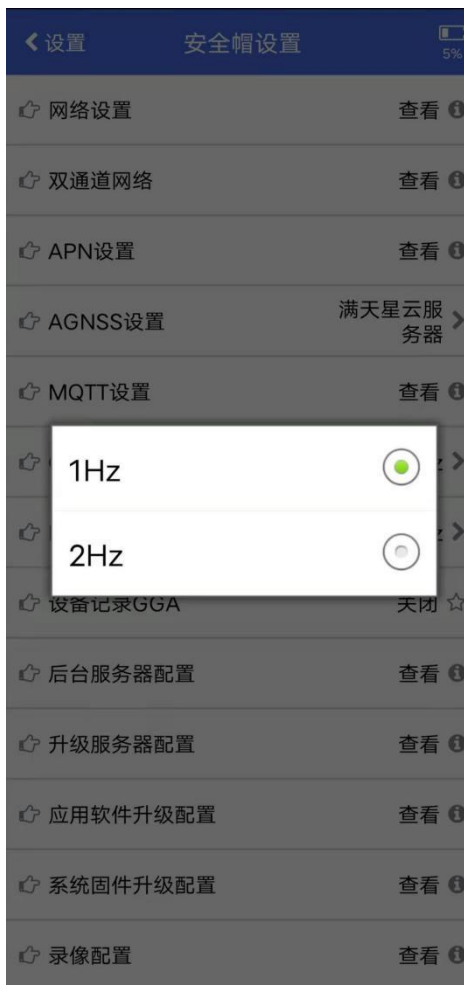 设置
安全帽设置
5%
网络设置 查看
双通道网络 查看
APN设置 查看
AGNSS设置 满天星云服
务器
MQTT设置 查看
1Hz
2Hz
设备记录GGA 关闭
后台服务器配置 查看
升级服务器配置 查看
应用软件升级配置 查看
系统固件升级配置 查看
录像配置 查看